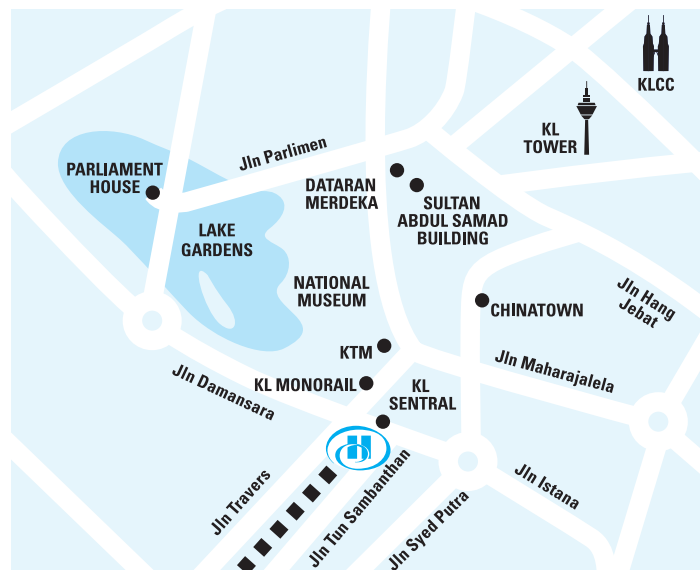 KLCC
KL
TOWER
Jln Parlimen
PARLIAMENT
HOUSE
DATARAN
MERDEKA
SULTAN
ABDUL SAMAD
BUILDING
LAKE
GARDENS
NATIONAL
MUSEUM
CHINATOWN
Jln Hang
Jebat
KTM
Jln Maharajalela
Jln Damansara
KL MONORAIL
KL
SENTRAL
H
Jln Travers
Jln Tun Sambanthan
Jln Syed Putra
Jln Istana